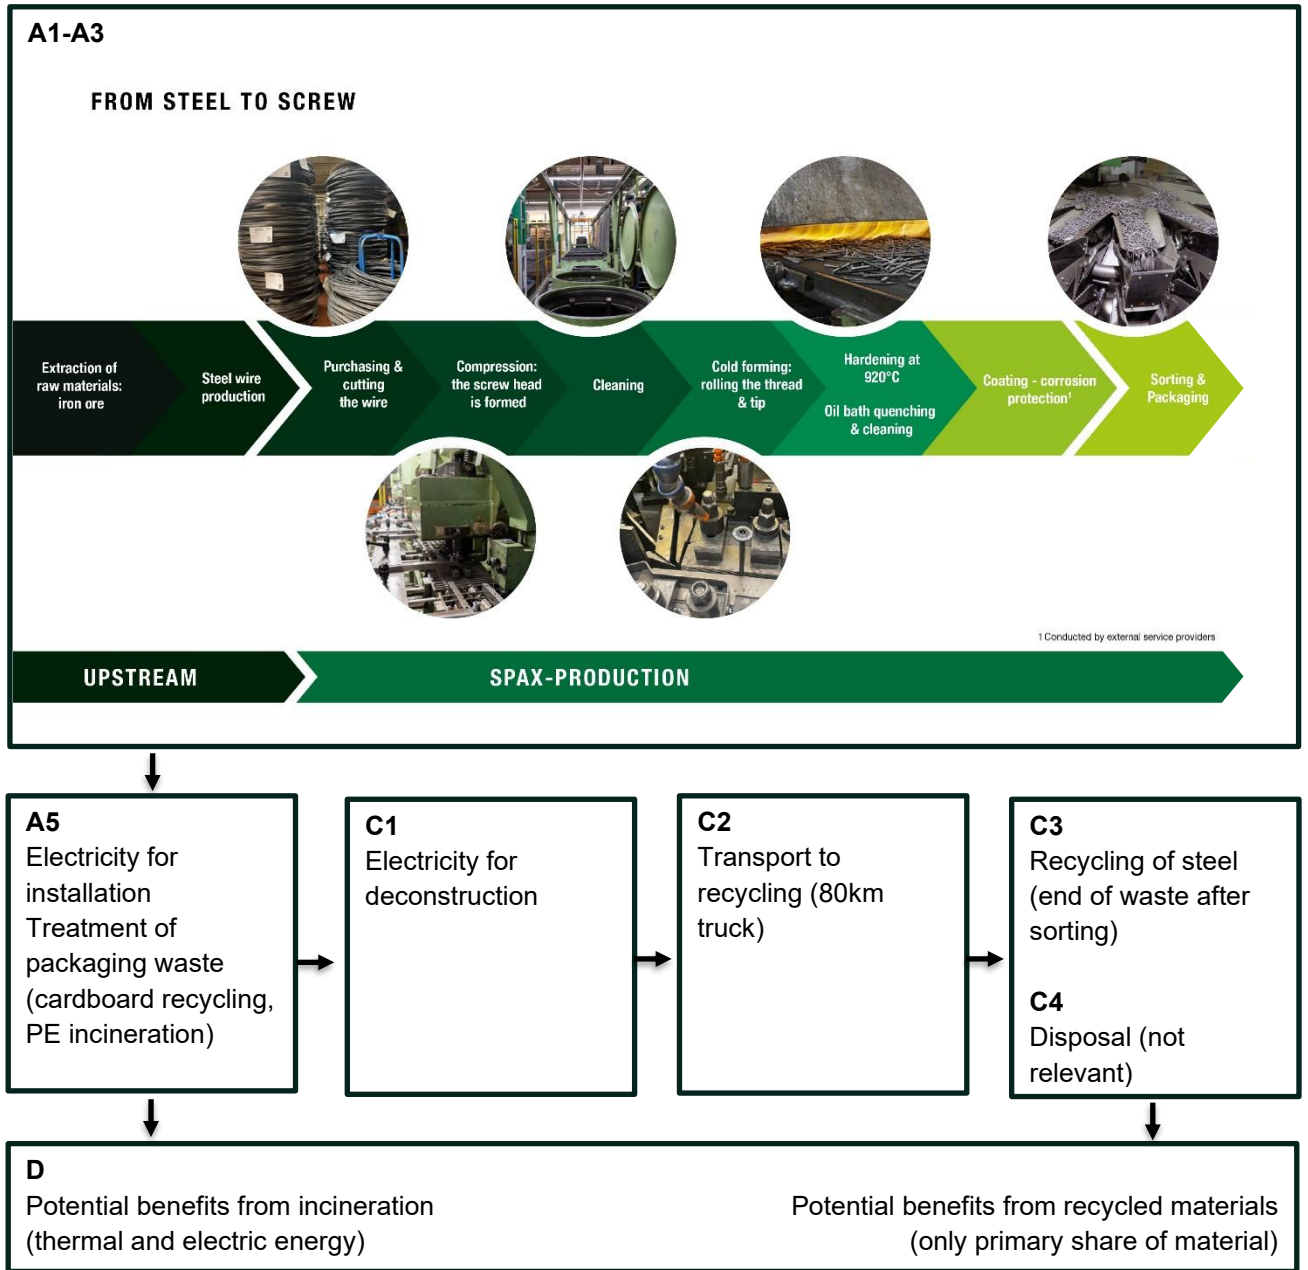 A1-A3
FROM STEEL TO SCREW
Extraction of
raw materials:
iron ore
Steel wire
production
Purchasing &
cutting
the wire
Compression:
the screw head
is formed
Cleaning
Cold forming:
rolling the thread
& tip
Hardening at
920°C
Oil bath quenching
& cleaning
Coating - corrosion
protection¹
Sorting &
Packaging
1 Conducted by external service providers
UPSTREAM
SPAX-PRODUCTION
A5
Electricity for
installation
Treatment of
packaging waste
(cardboard recycling,
PE incineration)
C1
Electricity for
deconstruction
C2
Transport to
recycling (80km
truck)
C3
Recycling of steel
(end of waste after
sorting)
C4
Disposal (not
relevant)
D
Potential benefits from incineration
(thermal and electric energy)
Potential benefits from recycled materials
(only primary share of material)